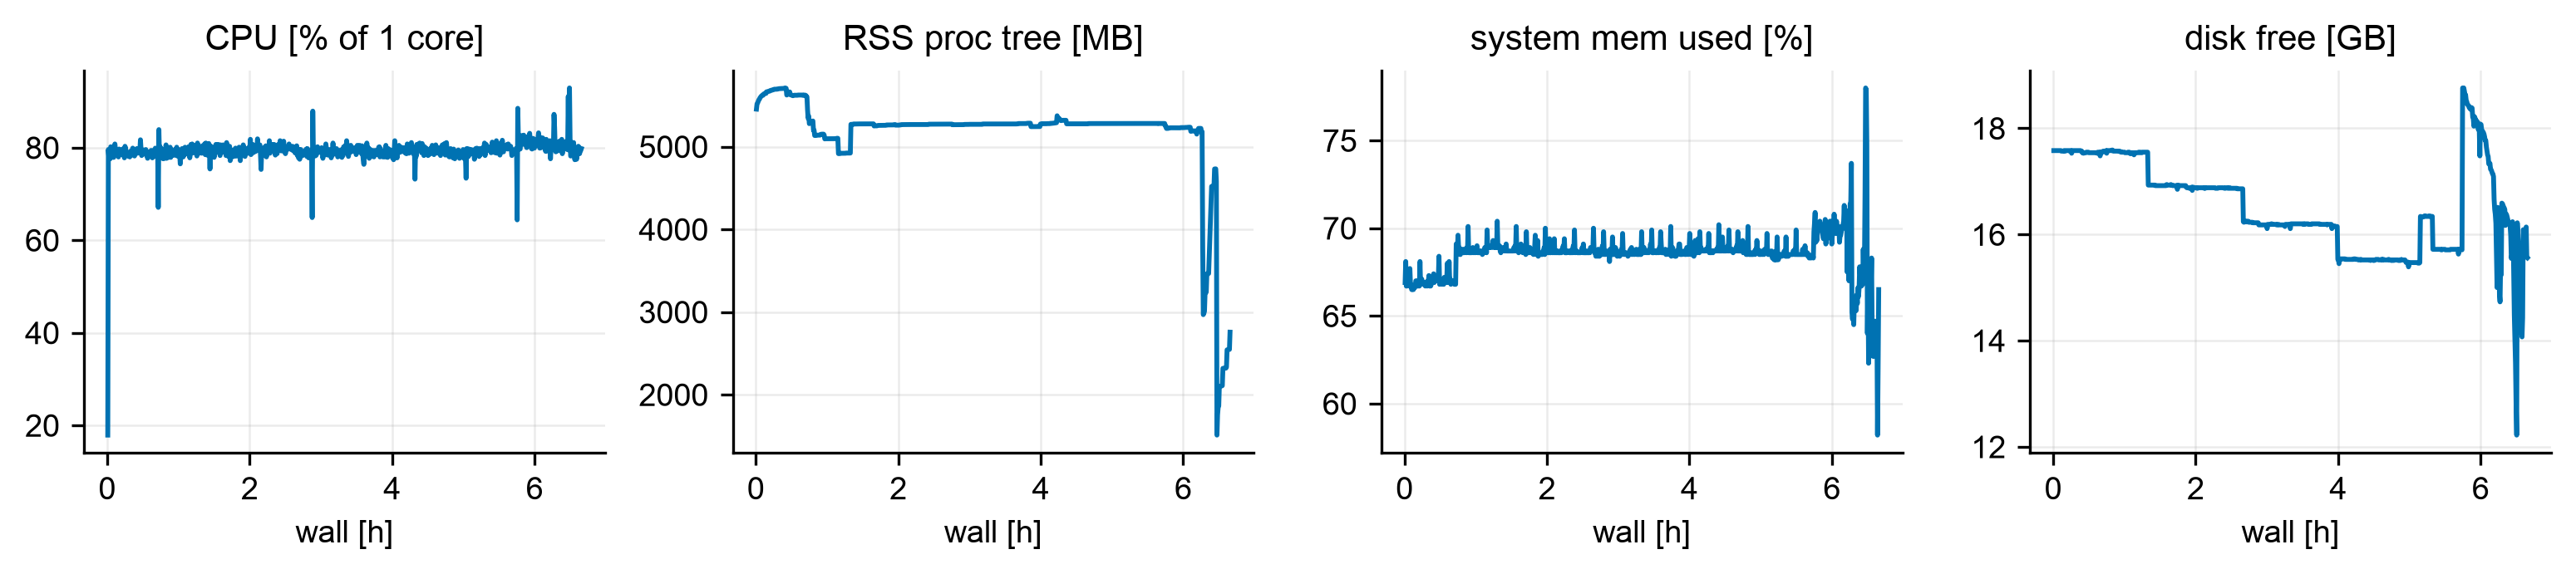 CPU [% of 1 core]
80
60
40
20
0 2 4 6
wall [h]
RSS proc tree [MB]
5000
4000
3000
2000
0 2 4 6
wall [h]
system mem used [%]
75
70
65
60
0 2 4 6
wall [h]
disk free [GB]
18
16
14
12
0 2 4 6
wall [h]